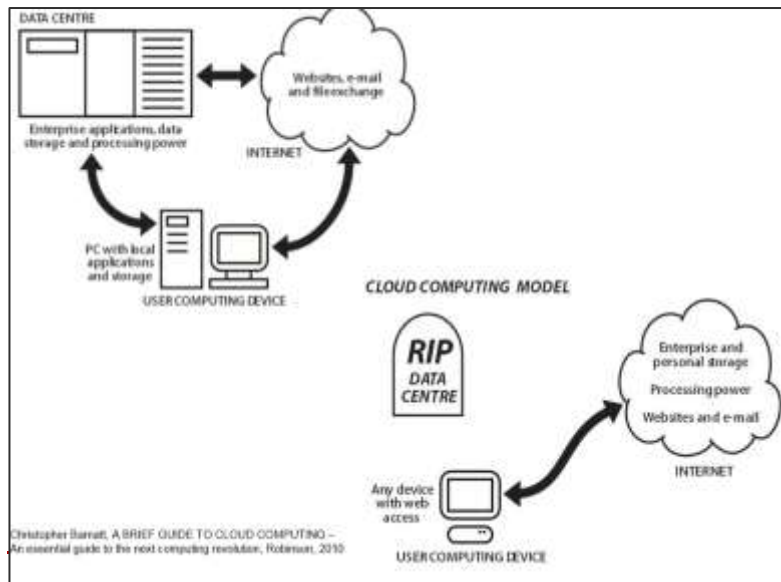 DATA CENTRE
Websites, e-mail
and fileexchange
Enterprise applications, data
storage and processing power
INTERNET
PC with local
applications
and storage
USER COMPUTING DEVICE
CLOUD COMPUTING MODEL
RIP
DATA
CENTRE
Enterprise and
personal storage
Processing power
Websites and e-mail
INTERNET
Any device
with web
access
USER COMPUTING DEVICE
Christopher Barnatt, A BRIEF GUIDE TO CLOUD COMPUTING –
An essential guide to the next computing revolution, Robinson, 2010